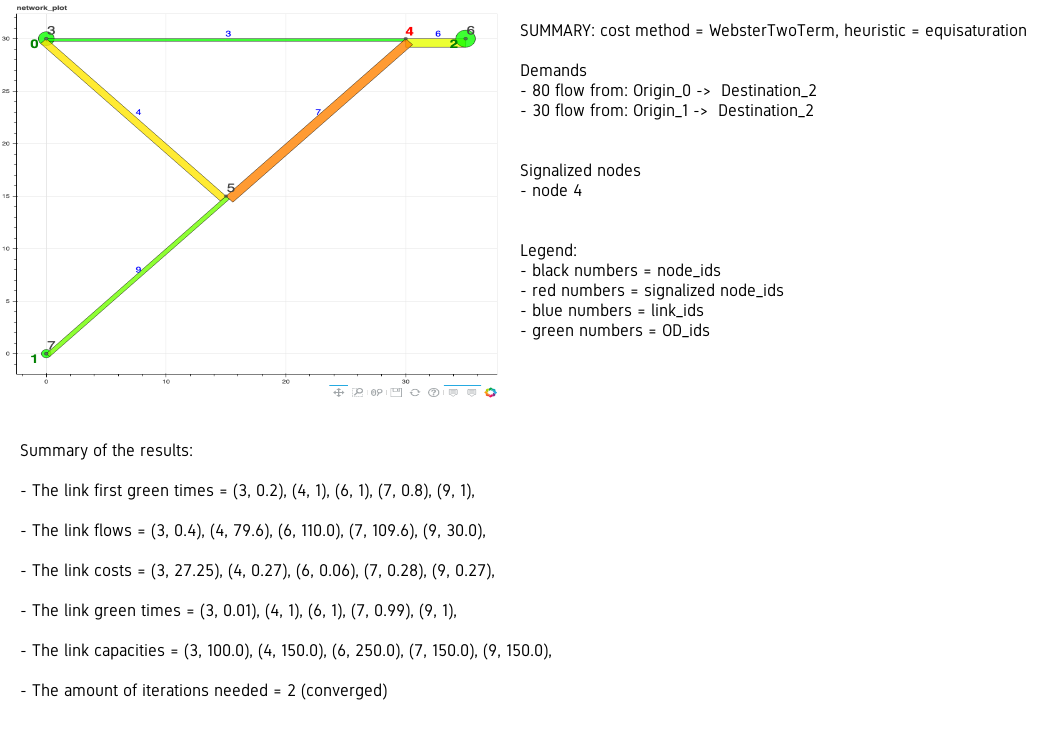 network_plot
3
3
6
6
4
2
0
4
7
5
9
7
1
30
25
20
15
10
5
0
0
10
20
30
SUMMARY: cost method = WebsterTwoTerm, heuristic = equisaturation
Demands
- 80 flow from: Origin_0 -> Destination_2
- 30 flow from: Origin_1 -> Destination_2
Signalized nodes
- node 4
Legend:
- black numbers = node_ids
- red numbers = signalized node_ids
- blue numbers = link_ids
- green numbers = OD_ids
Summary of the results:
- The link first green times = (3, 0.2), (4, 1), (6, 1), (7, 0.8), (9, 1),
- The link flows = (3, 0.4), (4, 79.6), (6, 110.0), (7, 109.6), (9, 30.0),
- The link costs = (3, 27.25), (4, 0.27), (6, 0.06), (7, 0.28), (9, 0.27),
- The link green times = (3, 0.01), (4, 1), (6, 1), (7, 0.99), (9, 1),
- The link capacities = (3, 100.0), (4, 150.0), (6, 250.0), (7, 150.0), (9, 150.0),
- The amount of iterations needed = 2 (converged)